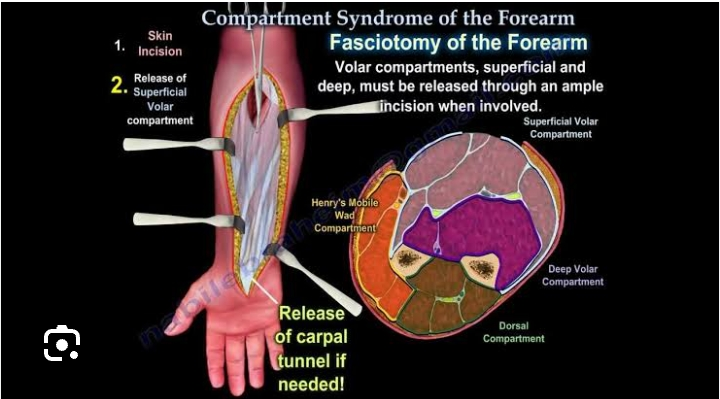 Compartment Syndrome of the Forearm
Fasciotomy of the Forearm
Volar compartments, superficial and
deep, must be released through an ample
incision when involved.
1. Skin
Incision
2. Release of
Superficial
Volar
compartment
Superficial Volar
Compartment
Henry's Mobile
Wad
Compartment
Deep Volar
Compartment
Dorsal
Compartment
Release
of carpal
tunnel if
needed!